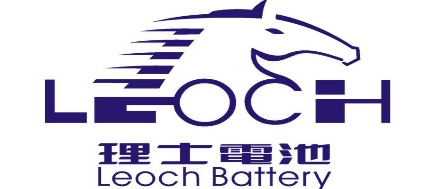 LEOCH
理士電池
Leoch Battery